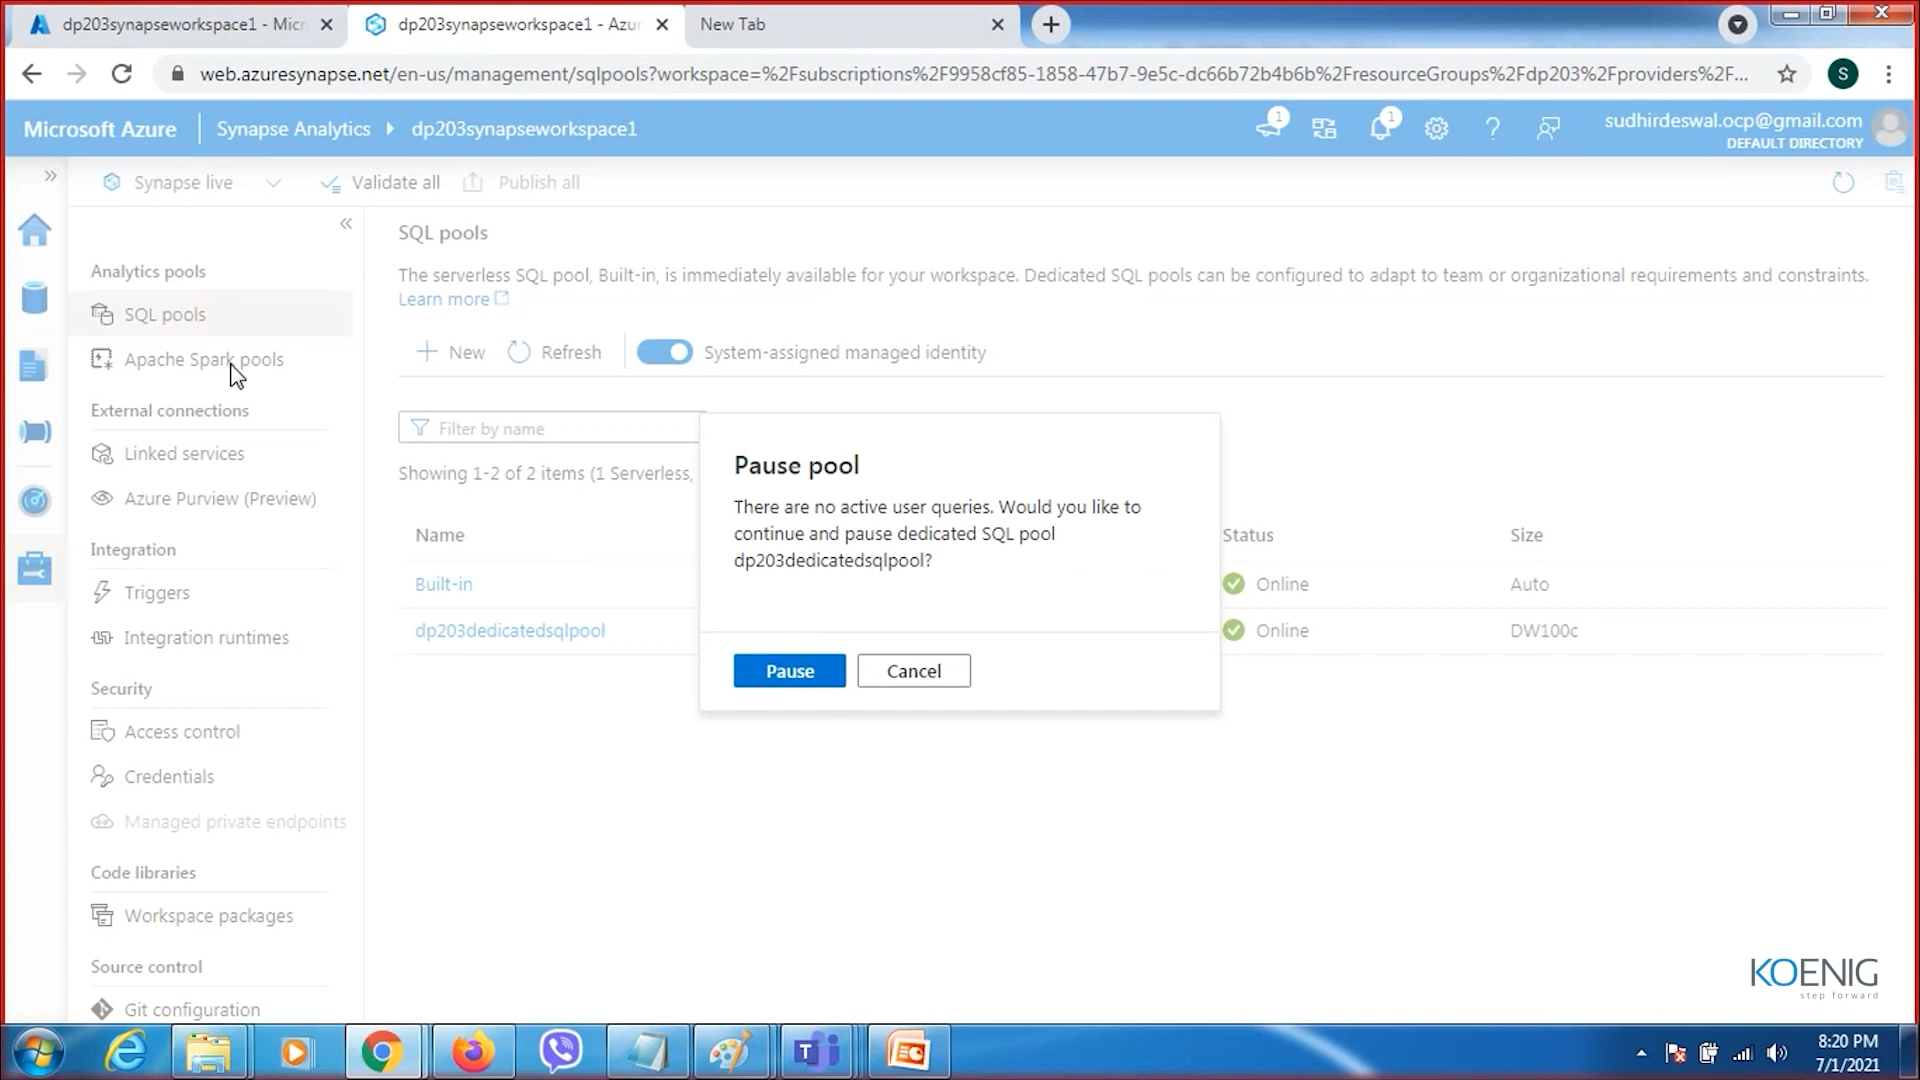 dp203synapseworkspace1 - Micr
dp203synapseworkspace1 - Azur
New Tab
web.azuresynapse.net/en-us/management/sqlpools?workspace=%2Fsubscriptions%2F9958cf85-1858-47b7-9e5c-dc66b72b4b6b%2FresourceGroups%2Fdp203%2Fproviders%2F...
S
Microsoft Azure
Synapse Analytics
dp203synapseworkspace1
1
1
sudhirdeswal.ocp@gmail.com
DEFAULT DIRECTORY
Synapse live
Validate all
Publish all
Analytics pools
SQL pools
Apache Spark pools
External connections
Linked services
Azure Purview (Preview)
Integration
Triggers
Integration runtimes
Security
Access control
Credentials
Managed private endpoints
Code libraries
Workspace packages
Source control
Git configuration
SQL pools
The serverless SQL pool, Built-in, is immediately available for your workspace. Dedicated SQL pools can be configured to adapt to team or organizational requirements and constraints.
Learn more
New
Refresh
System-assigned managed identity
Filter by name
Showing 1-2 of 2 items (1 Serverless,
Name
Status
Size
Built-in
Online
Auto
dp203dedicatedsqlpool
Online
DW100c
Pause pool
There are no active user queries. Would you like to
continue and pause dedicated SQL pool
dp203dedicatedsqlpool?
Pause
Cancel
KOENIG
step forward
8:20 PM
7/1/2021